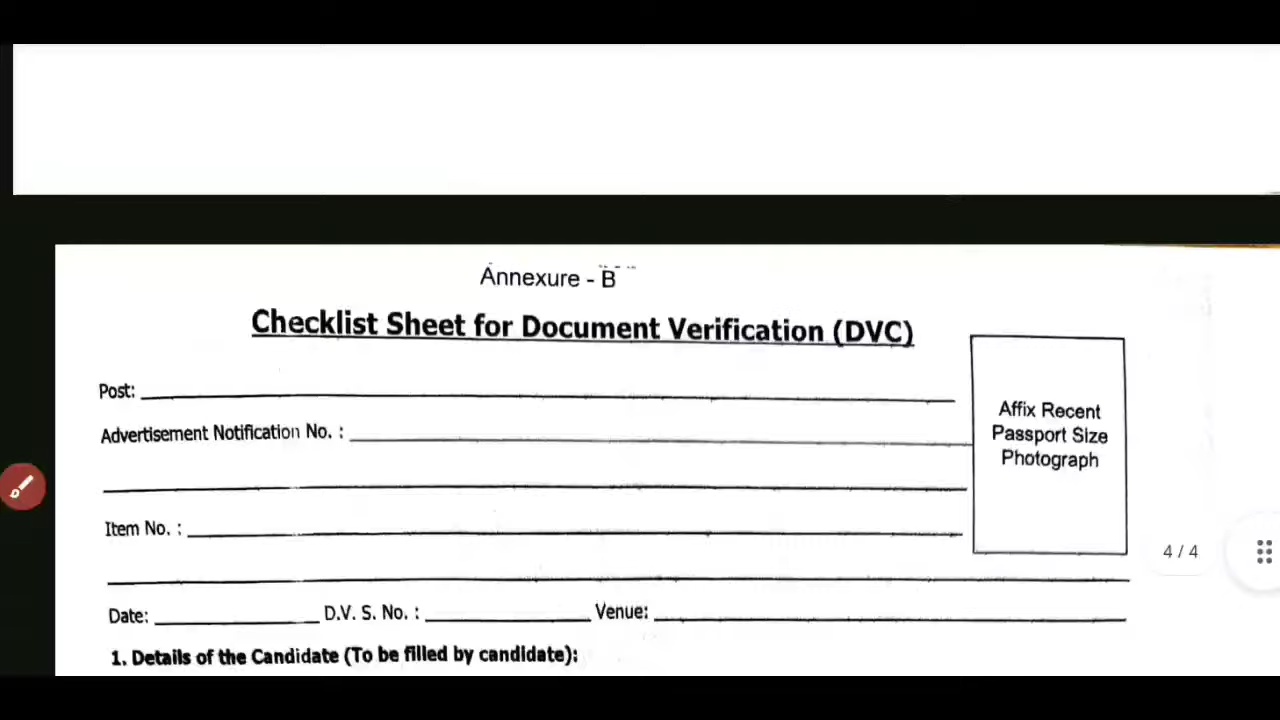 Annexure - B
Checklist Sheet for Document Verification (DVC)
Post:
Affix Recent
Passport Size
Photograph
Advertisement Notification No. :
Item No. :
4 / 4
Date: D.V. S. No. : Venue:
1. Details of the Candidate (To be filled by candidate):